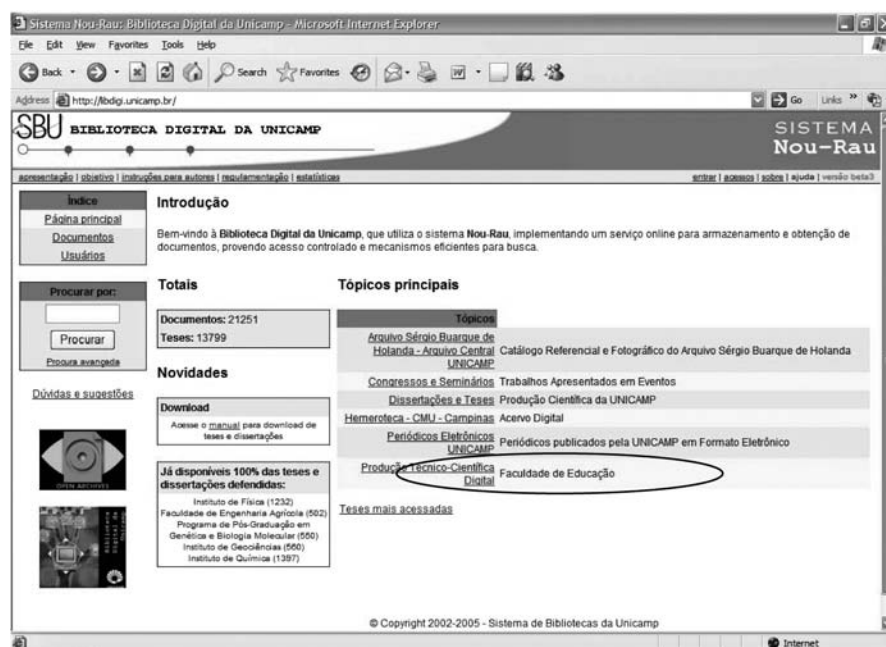 Sistema Nou-Rau: Biblioteca Digital da Unicamp - Microsoft Internet Explorer
File Edit View Favorites Tools Help
Back Search Favorites
Address http://libdigi.unicamp.br/ Go Links »
SBU BIBLIOTECA DIGITAL DA UNICAMP
SISTEMA
Nou-Rau
apresentação | objetivo | instruções para autores | regulamentação | estatísticas
entrar | acessos | sobre | ajuda | versão beta3
Índice
Página principal
Documentos
Usuários
Procurar por:
Procurar
Procura avançada
Dúvidas e sugestões
OPEN ARCHIVES
Biblioteca
Digital da
Unicamp
Introdução
Bem-vindo à Biblioteca Digital da Unicamp, que utiliza o sistema Nou-Rau, implementando um serviço online para armazenamento e obtenção de
documentos, provendo acesso controlado e mecanismos eficientes para busca.
Totais
Documentos: 21251
Teses: 13799
Novidades
Download
Acesse o manual para download de
teses e dissertações
Já disponíveis 100% das teses e
dissertações defendidas:
Instituto de Física (1232)
Faculdade de Engenharia Agrícola (502)
Programa de Pós-Graduação em
Genética e Biologia Molecular (550)
Instituto de Geociências (560)
Instituto de Química (1397)
Tópicos principais
Tópicos
Arquivo Sérgio Buarque de
Holanda - Arquivo Central
UNICAMP
Catálogo Referencial e Fotográfico do Arquivo Sérgio Buarque de Holanda
Congressos e Seminários Trabalhos Apresentados em Eventos
Dissertações e Teses Produção Científica da UNICAMP
Hemeroteca - CMU - Campinas Acervo Digital
Periódicos Eletrônicos
UNICAMP
Periódicos publicados pela UNICAMP em Formato Eletrônico
Produção Técnico-Científica
Digital
Faculdade de Educação
Teses mais acessadas
© Copyright 2002-2005 - Sistema de Bibliotecas da Unicamp
Internet